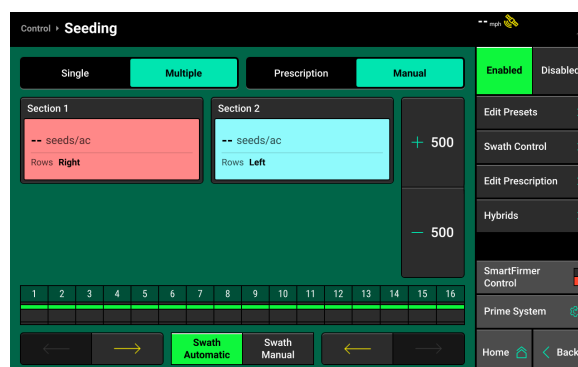 Control › Seeding
-- mph
Single
Multiple
Prescription
Manual
Enabled
Disabled
Section 1
-- seeds/ac
Rows Right
Section 2
-- seeds/ac
Rows Left
+ 500
− 500
Edit Presets
Swath Control
Edit Prescription
Hybrids
SmartFirmer
Control
Prime System
1 2 3 4 5 6 7 8 9 10 11 12 13 14 15 16
← →
Swath
Automatic
Swath
Manual
← →
Home
< Back